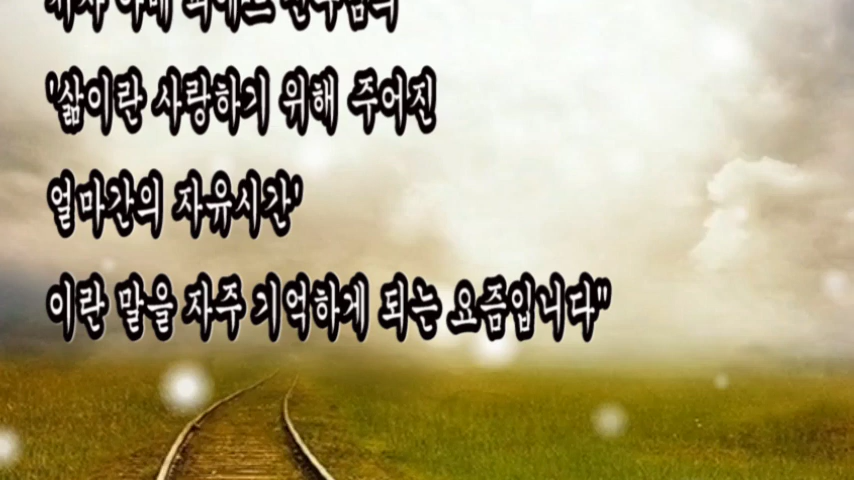 '삶이란 사랑하기 위해 주어진
얼마간의 자유시간'
이란 말을 자주 기억하게 되는 요즘입니다"